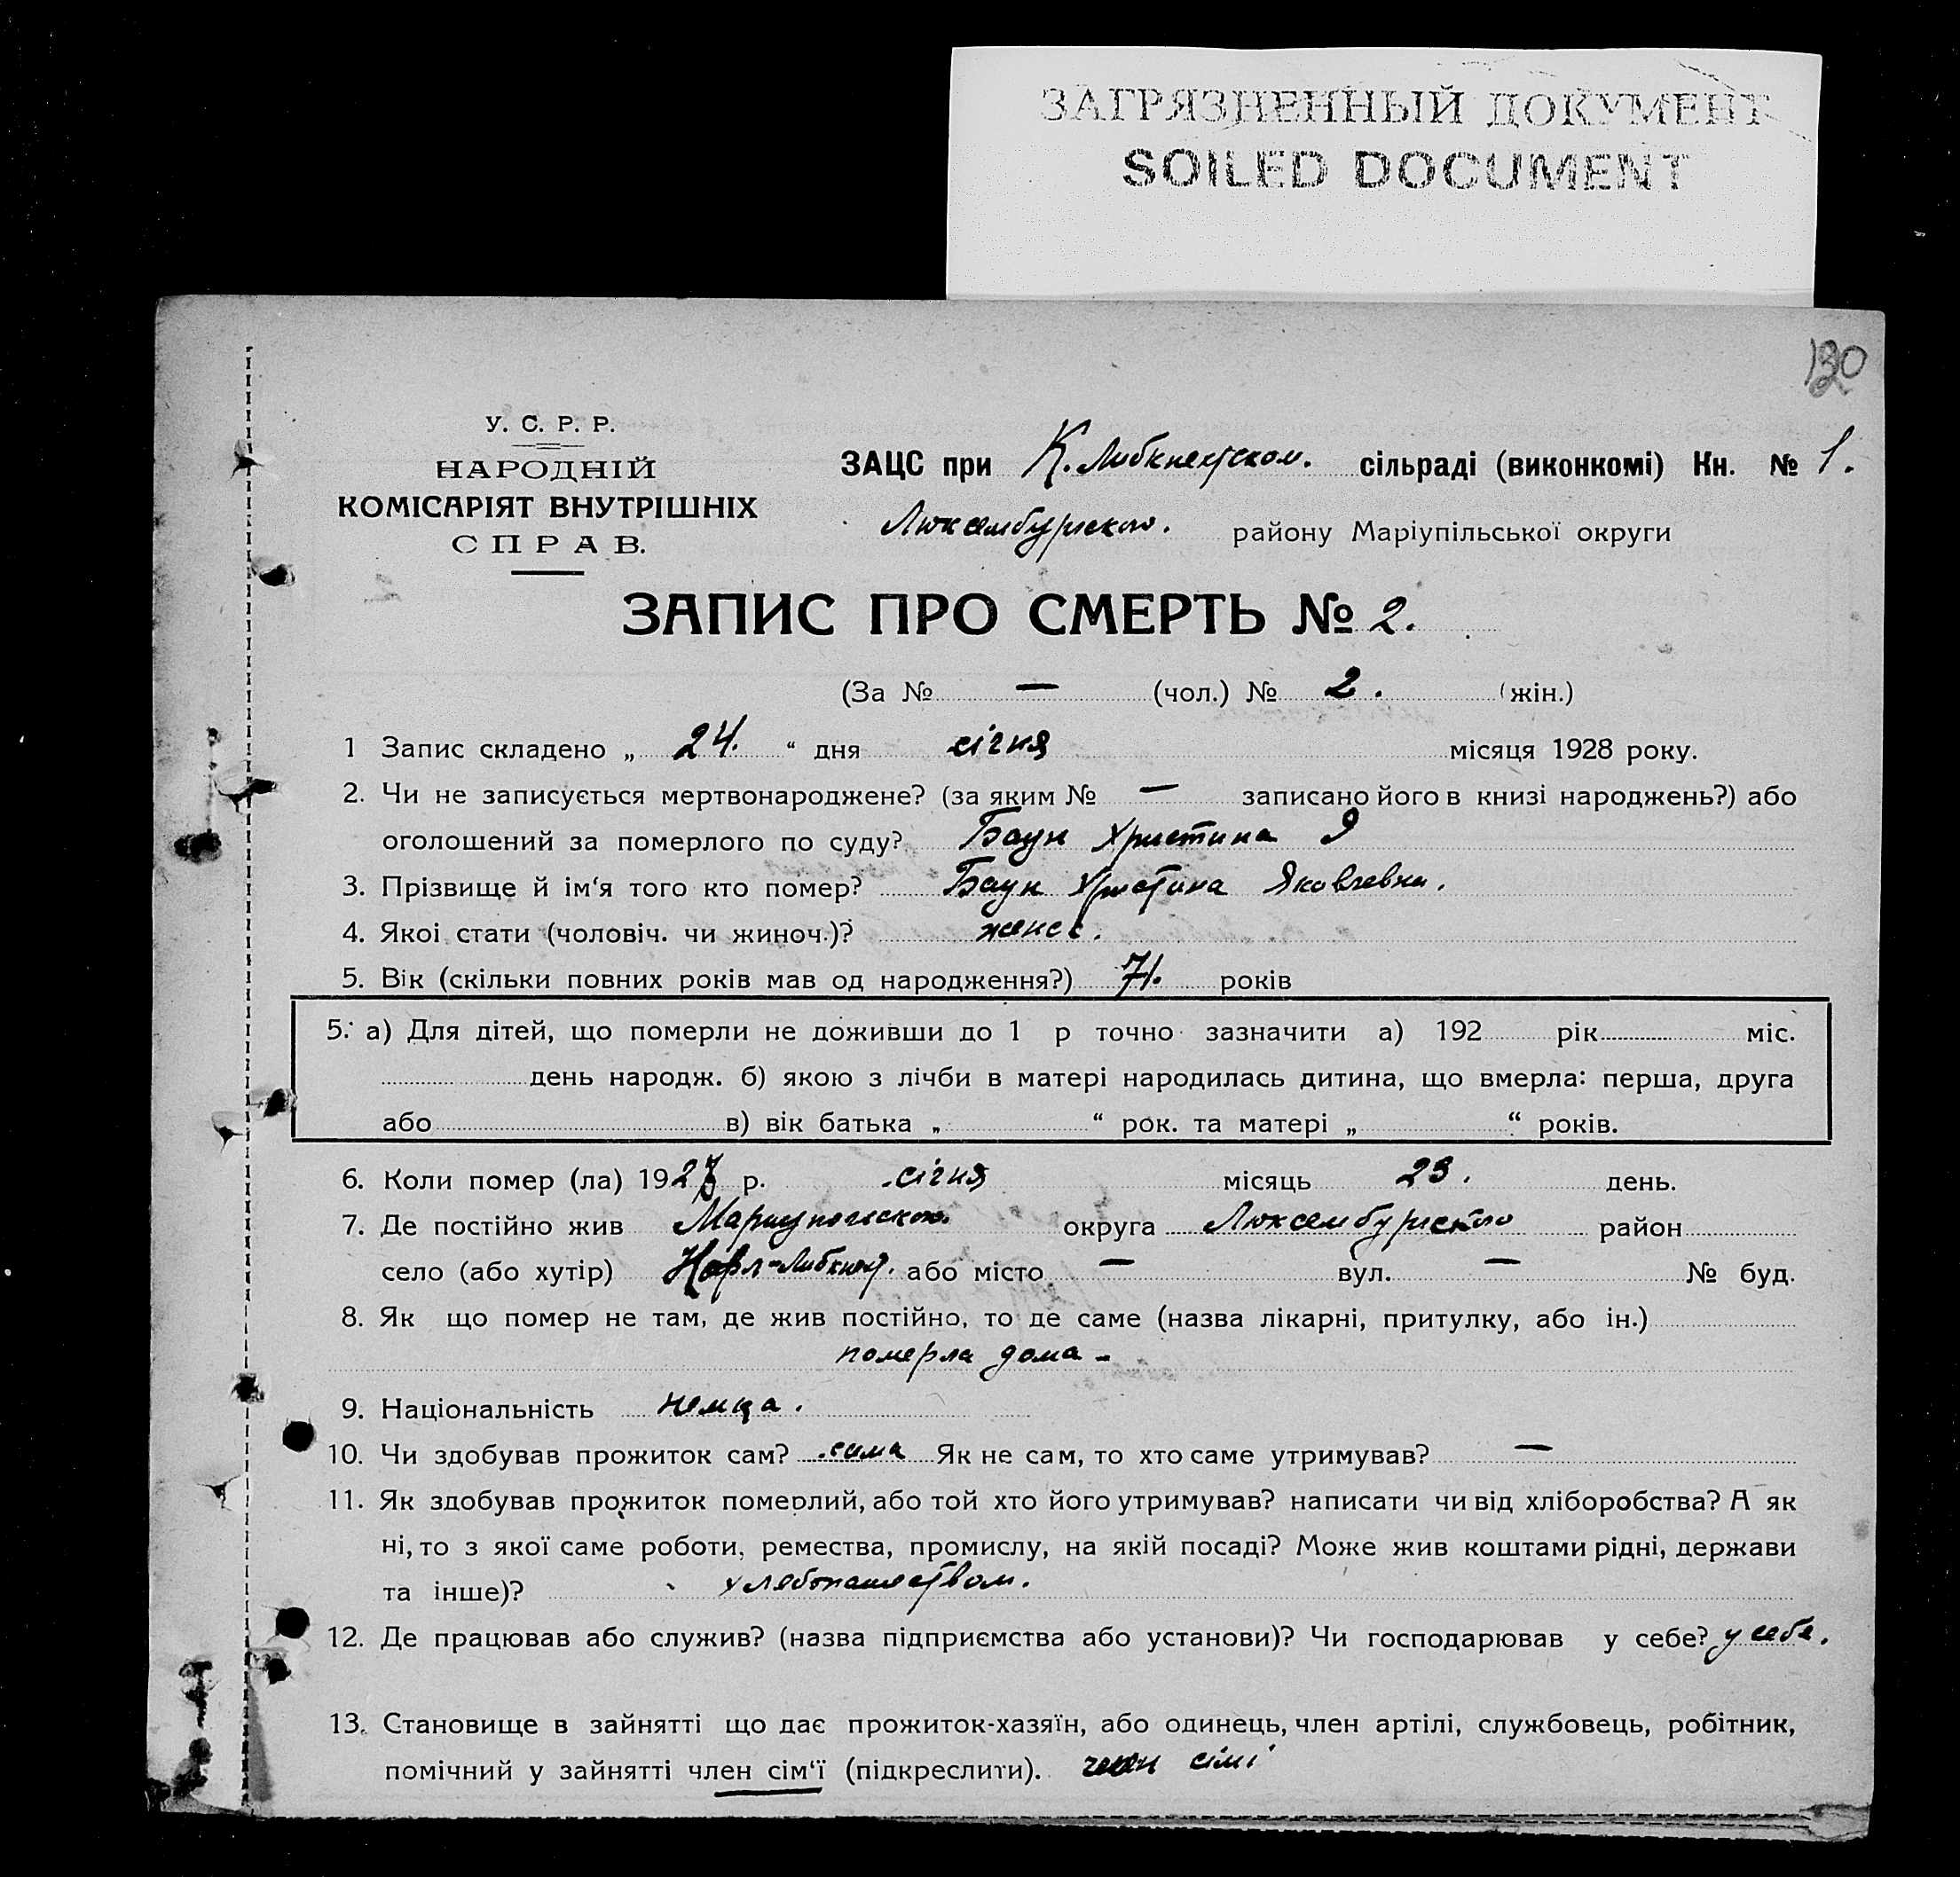 ЗАГРЯЗНЕННЫЙ ДОКУМЕНТ
SOILED DOCUMENT
130
У. С. Р. Р.
НАРОДНІЙ
КОМІСАРІЯТ ВНУТРІШНІХ
СПРАВ.
ЗАЦС при К. Либкнехтском. сільраді (виконкомі) Кн. № 1.
Люксембургского. району Маріупільської округи
ЗАПИС ПРО СМЕРТЬ № 2.
(За № — (чол.) № 2. (жін.)
1 Запис складено „ 24. “ дня січня місяця 1928 року.
2. Чи не записується мертвонароджене? (за яким № — записано його в книзі народжень?) або
оголошений за померлого по суду? Баун Христина Я
3. Прізвище й ім‘я того кто помер? Баун Христина Яковлевна.
4. Якоі стати (чоловіч. чи жиноч.)? женск.
5. Вік (скільки повних років мав од народження?) 71. років
5. а) Для дітей, що померли не доживши до 1 р точно зазначити а) 192 рік міс.
день народж. б) якою з лічби в матері народилась дитина, що вмерла: перша, друга
або в) вік батька „ “ рок. та матері „ “ років.
6. Коли помер (ла) 1928 р. січня місяць 23. день.
7. Де постійно жив Мариупольского. округа Люксембургского район
село (або хутір) Карл-Либкнехт. або місто — вул. — № буд.
8. Як що помер не там, де жив постійно, то де саме (назва лікарні, притулку, або ін.)
померла дома -
9. Національність немка.
10. Чи здобував прожиток сам? сама Як не сам, то хто саме утримував? —
11. Як здобував прожиток померлий, або той хто його утримував? написати чи від хліборобства? А як
ні, то з якої саме роботи, ремества, промислу, на якій посаді? Може жив коштами рідні, держави
та інше)? хлебопашеством.
12. Де працював або служив? (назва підприємства або установи)? Чи господарював у себе? у себе.
13. Становище в зайнятті що дає прожиток-хазяїн, або одинець, член артілі, службовець, робітник,
помічний у зайнятті член сім‘ї (підкреслити). член сімі